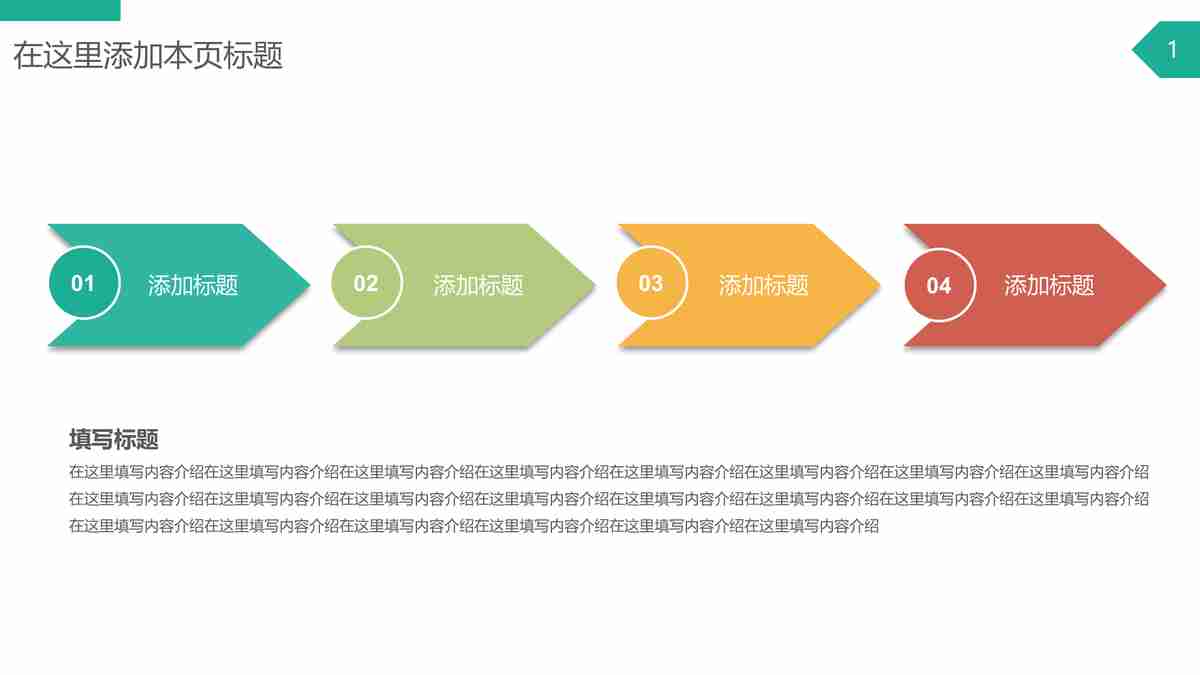 在这里添加本页标题
1
01
添加标题
02
添加标题
03
添加标题
04
添加标题
填写标题
在这里填写内容介绍在这里填写内容介绍在这里填写内容介绍在这里填写内容介绍在这里填写内容介绍在这里填写内容介绍在这里填写内容介绍在这里填写内容介绍
在这里填写内容介绍在这里填写内容介绍在这里填写内容介绍在这里填写内容介绍在这里填写内容介绍在这里填写内容介绍在这里填写内容介绍在这里填写内容介绍
在这里填写内容介绍在这里填写内容介绍在这里填写内容介绍在这里填写内容介绍在这里填写内容介绍在这里填写内容介绍